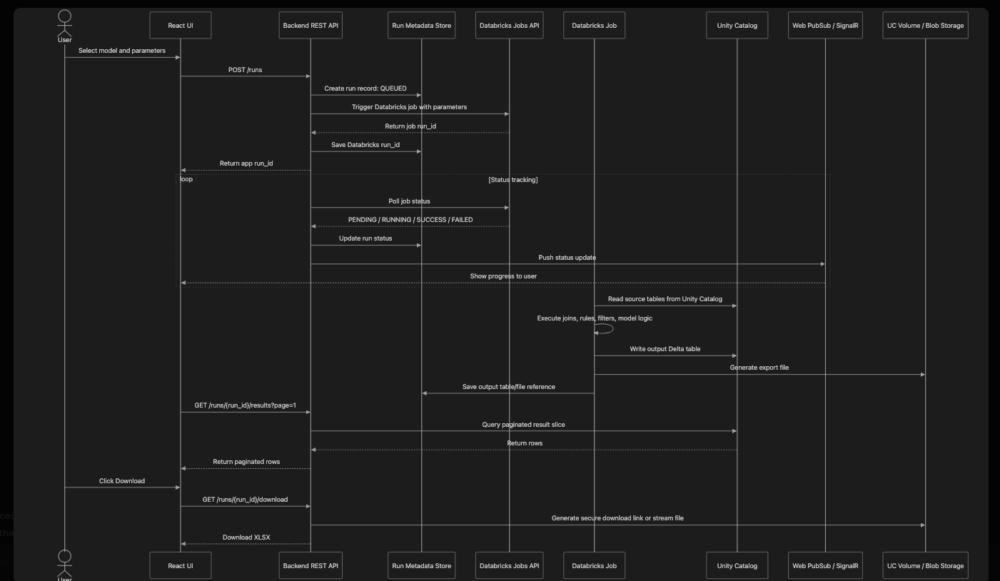 User
React UI
Backend REST API
Run Metadata Store
Databricks Jobs API
Databricks Job
Unity Catalog
Web PubSub / SignalR
UC Volume / Blob Storage
Select model and parameters
POST /runs
Create run record: QUEUED
Trigger Databricks job with parameters
Return job run_id
Save Databricks run_id
Return app run_id
loop
[Status tracking]
Poll job status
PENDING / RUNNING / SUCCESS / FAILED
Update run status
Push status update
Show progress to user
Read source tables from Unity Catalog
Execute joins, rules, filters, model logic
Write output Delta table
Generate export file
Save output table/file reference
GET /runs/{run_id}/results?page=1
Query paginated result slice
Return rows
Return paginated rows
Click Download
GET /runs/{run_id}/download
Generate secure download link or stream file
Download XLSX
User
React UI
Backend REST API
Run Metadata Store
Databricks Jobs API
Databricks Job
Unity Catalog
Web PubSub / SignalR
UC Volume / Blob Storage